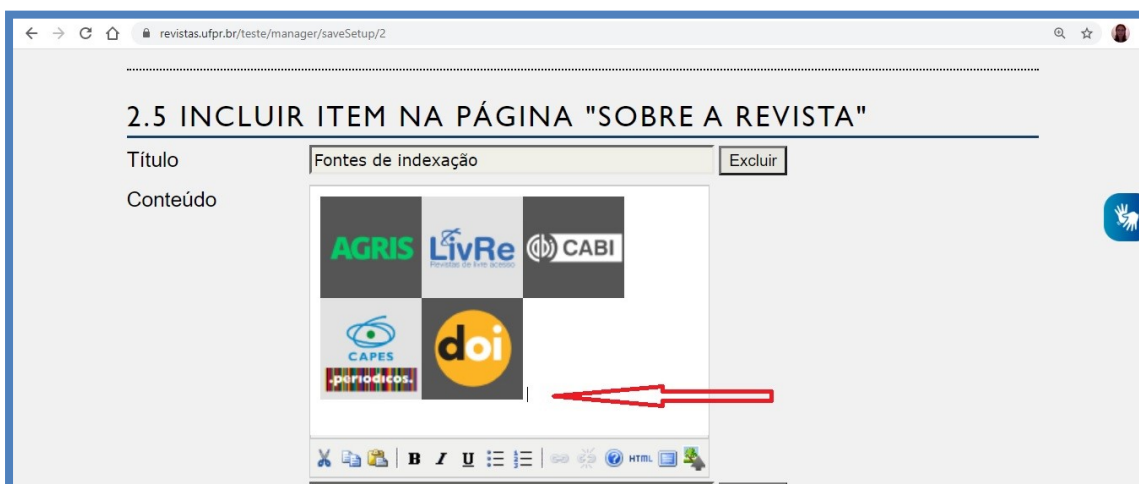 revistas.ufpr.br/teste/manager/saveSetup/2
2.5 INCLUIR ITEM NA PÁGINA "SOBRE A REVISTA"
Título Fontes de indexação Excluir
Conteúdo
AGRIS LivRe CABI
Revistas de livre acesso
CAPES doi
.periodicos.
B I U HTML